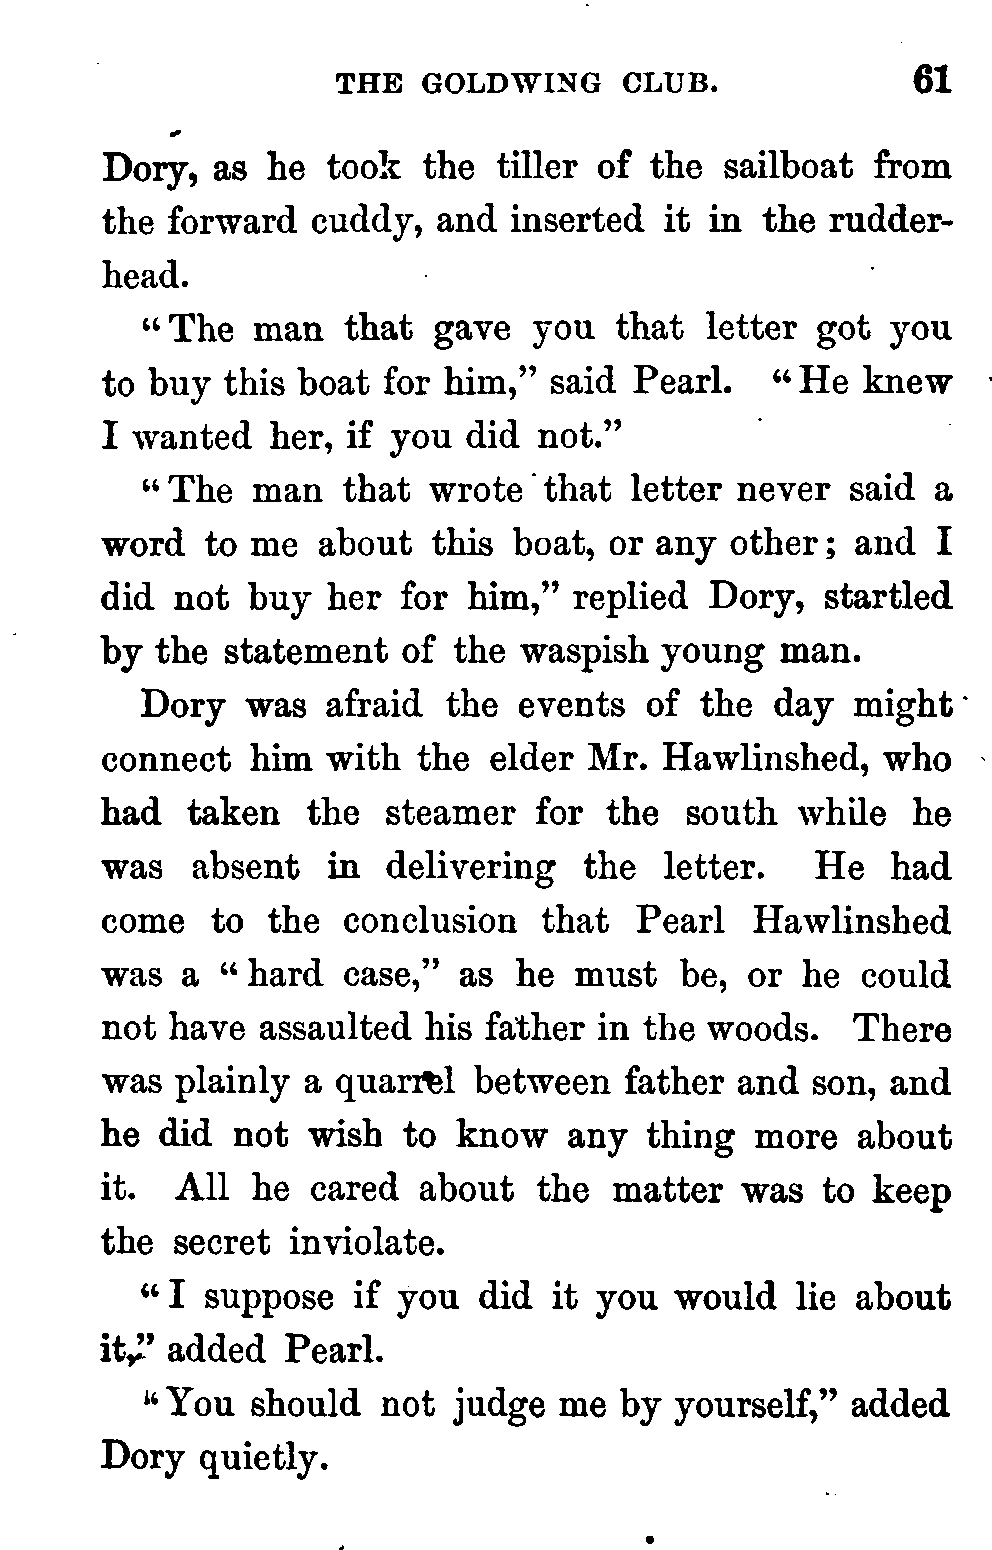 THE GOLDWING CLUB. 61
Dory, as he took the tiller of the sailboat from
the forward cuddy, and inserted it in the rudder-
head.
"The man that gave you that letter got you
to buy this boat for him," said Pearl. "He knew
I wanted her, if you did not."
"The man that wrote that letter never said a
word to me about this boat, or any other; and I
did not buy her for him," replied Dory, startled
by the statement of the waspish young man.
Dory was afraid the events of the day might
connect him with the elder Mr. Hawlinshed, who
had taken the steamer for the south while he
was absent in delivering the letter. He had
come to the conclusion that Pearl Hawlinshed
was a "hard case," as he must be, or he could
not have assaulted his father in the woods. There
was plainly a quarrel between father and son, and
he did not wish to know any thing more about
it. All he cared about the matter was to keep
the secret inviolate.
"I suppose if you did it you would lie about
it," added Pearl.
"You should not judge me by yourself," added
Dory quietly.